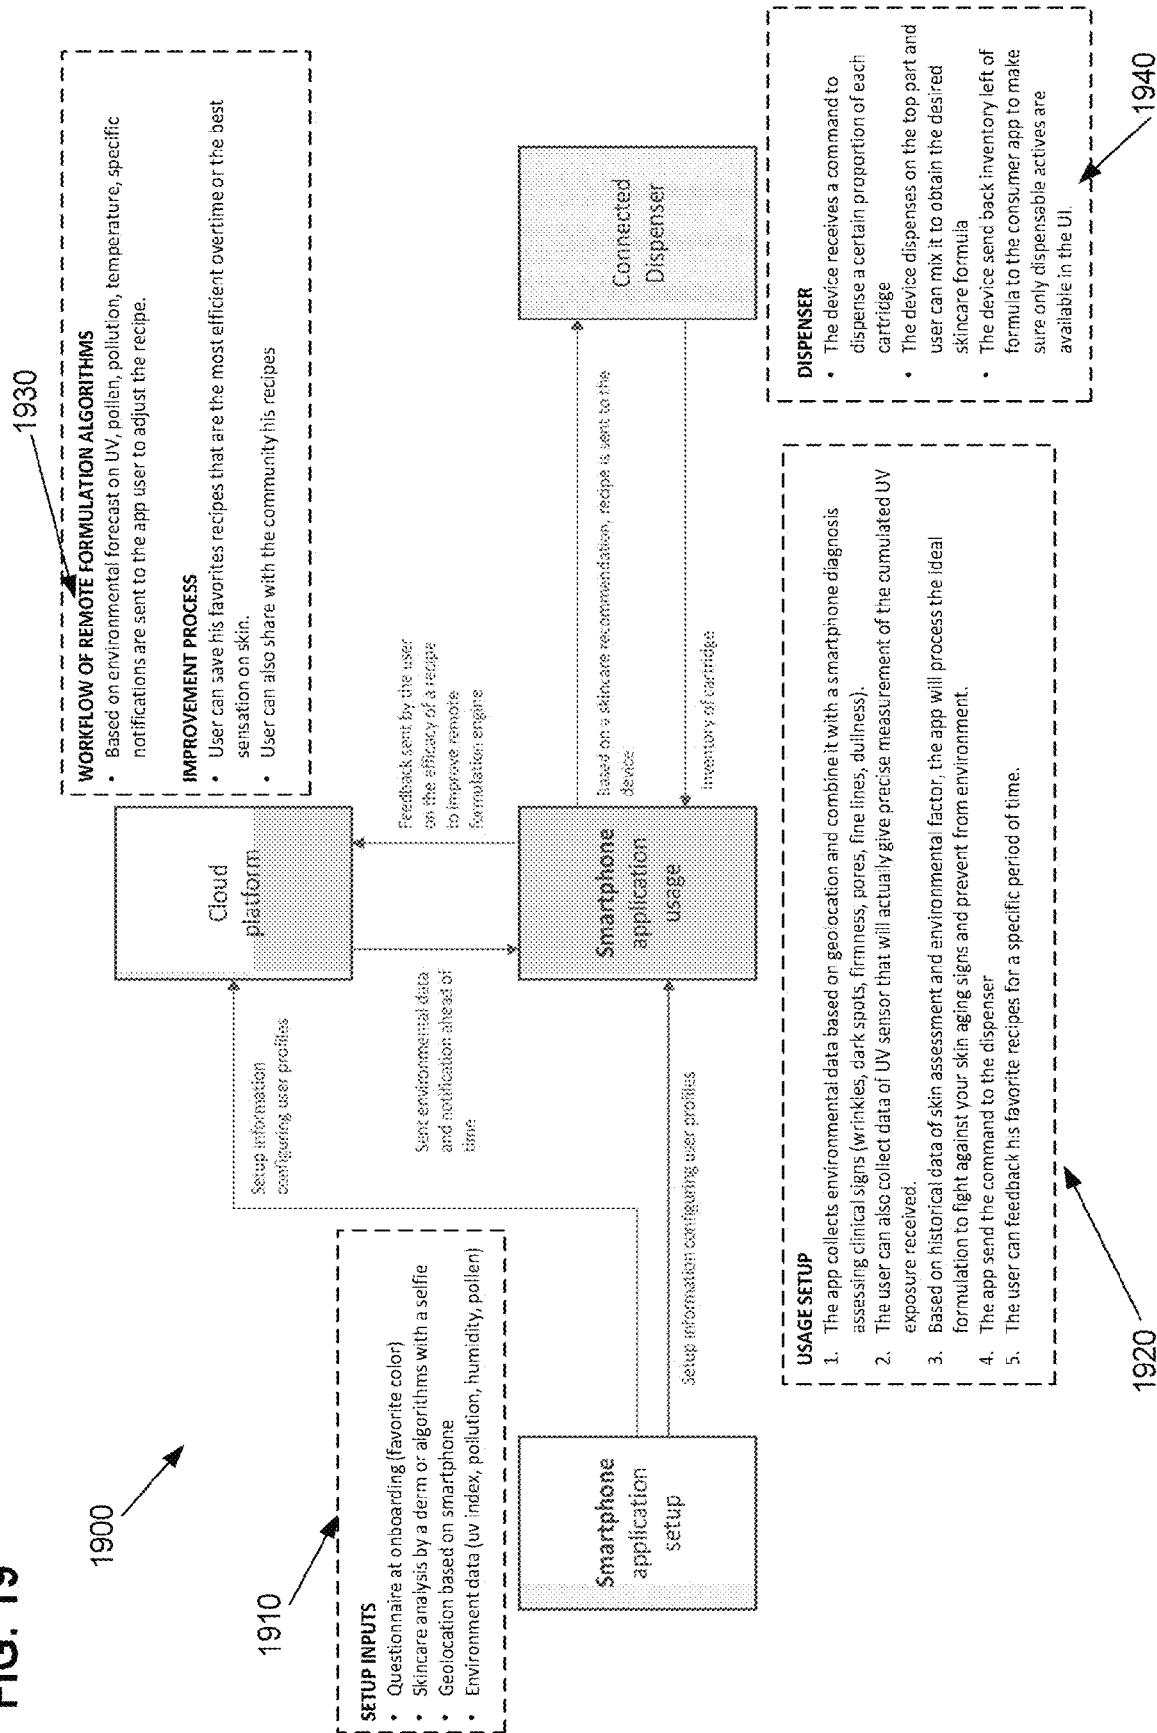 FIG. 19
1900
1910
SETUP INPUTS
• Questionnaire at onboarding (favorite color)
• Skincare analysis by a derm or algorithms with a selfie
• Geolocation based on smartphone
• Environment data (uv index, pollution, humidity, pollen)
Smartphone
application
setup
Setup information
configuring user profiles
Setup information configuring user profiles
Cloud
platform
Sent environmental data
and notification ahead of
time
Feedback sent by the user
on the efficacy of a recipe
to improve remote
formulation engine
Smartphone
application
usage
Based on a skincare recommendation, recipe is sent to the
device
Inventory of cartridge
Connected
Dispenser
1930
WORKFLOW OF REMOTE FORMULATION ALGORITHMS
• Based on environmental forecast on UV, pollen, pollution, temperature, specific
notifications are sent to the app user to adjust the recipe.
IMPROVEMENT PROCESS
• User can save his favorites recipes that are the most efficient overtime or the best
sensation on skin.
• User can also share with the community his recipes
USAGE SETUP
1. The app collects environmental data based on geolocation and combine it with a smartphone diagnosis
assessing clinical signs (wrinkles, dark spots, firmness, pores, fine lines, dullness).
2. The user can also collect data of UV sensor that will actually give precise measurement of the cumulated UV
exposure received.
3. Based on historical data of skin assessment and environmental factor, the app will process the ideal
formulation to fight against your skin aging signs and prevent from environment.
4. The app send the command to the dispenser
5. The user can feedback his favorite recipes for a specific period of time.
1920
DISPENSER
• The device receives a command to
dispense a certain proportion of each
cartridge
• The device dispenses on the top part and
user can mix it to obtain the desired
skincare formula
• The device send back inventory left of
formula to the consumer app to make
sure only dispensable actives are
available in the UI.
1940